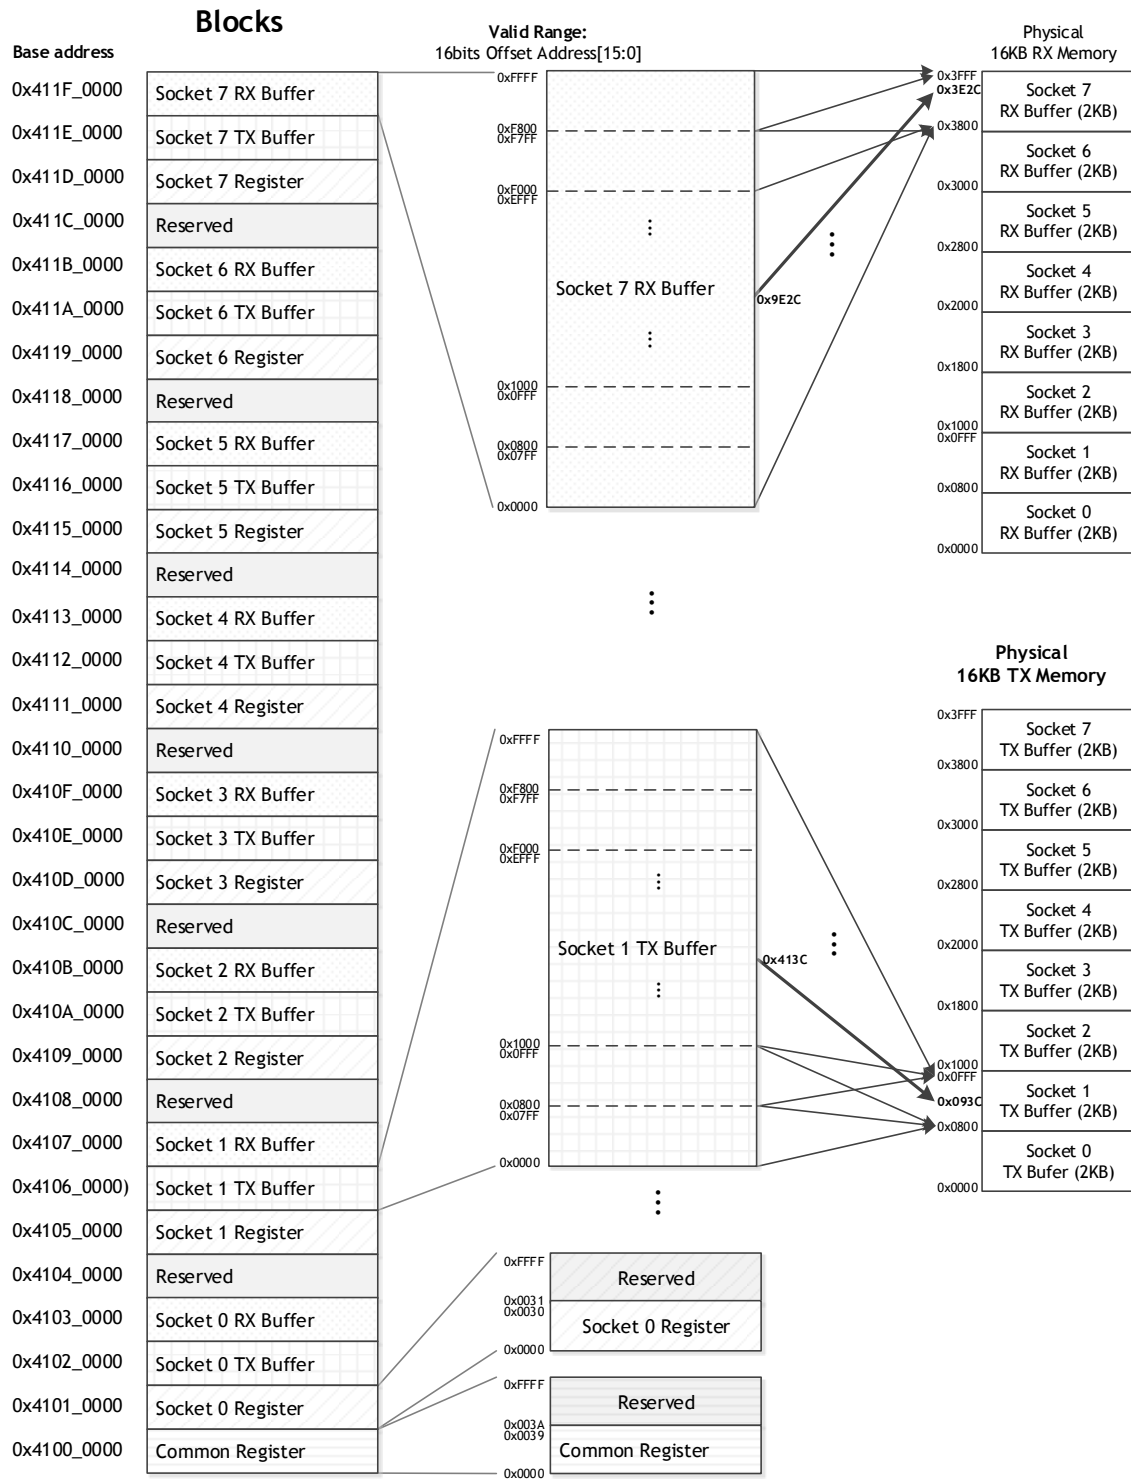 Blocks
Base address
0x411F_0000 Socket 7 RX Buffer
0x411E_0000 Socket 7 TX Buffer
0x411D_0000 Socket 7 Register
0x411C_0000 Reserved
0x411B_0000 Socket 6 RX Buffer
0x411A_0000 Socket 6 TX Buffer
0x4119_0000 Socket 6 Register
0x4118_0000 Reserved
0x4117_0000 Socket 5 RX Buffer
0x4116_0000 Socket 5 TX Buffer
0x4115_0000 Socket 5 Register
0x4114_0000 Reserved
0x4113_0000 Socket 4 RX Buffer
0x4112_0000 Socket 4 TX Buffer
0x4111_0000 Socket 4 Register
0x4110_0000 Reserved
0x410F_0000 Socket 3 RX Buffer
0x410E_0000 Socket 3 TX Buffer
0x410D_0000 Socket 3 Register
0x410C_0000 Reserved
0x410B_0000 Socket 2 RX Buffer
0x410A_0000 Socket 2 TX Buffer
0x4109_0000 Socket 2 Register
0x4108_0000 Reserved
0x4107_0000 Socket 1 RX Buffer
0x4106_0000) Socket 1 TX Buffer
0x4105_0000 Socket 1 Register
0x4104_0000 Reserved
0x4103_0000 Socket 0 RX Buffer
0x4102_0000 Socket 0 TX Buffer
0x4101_0000 Socket 0 Register
0x4100_0000 Common Register
Valid Range:
16bits Offset Address[15:0]
0xFFFF
0xF800
0xF7FF
0xF000
0xEFFF
Socket 7 RX Buffer
0x9E2C
0x1000
0x0FFF
0x0800
0x07FF
0x0000
0xFFFF
0xF800
0xF7FF
0xF000
0xEFFF
Socket 1 TX Buffer
0x413C
0x1000
0x0FFF
0x0800
0x07FF
0x0000
0xFFFF
Reserved
0x0031
0x0030
Socket 0 Register
0x0000
0xFFFF
Reserved
0x003A
0x0039
Common Register
0x0000
Physical
16KB RX Memory
0x3FFF
0x3E2C
Socket 7
RX Buffer (2KB)
0x3800
Socket 6
RX Buffer (2KB)
0x3000
Socket 5
RX Buffer (2KB)
0x2800
Socket 4
RX Buffer (2KB)
0x2000
Socket 3
RX Buffer (2KB)
0x1800
Socket 2
RX Buffer (2KB)
0x1000
0x0FFF
Socket 1
RX Buffer (2KB)
0x0800
Socket 0
RX Buffer (2KB)
0x0000
Physical
16KB TX Memory
0x3FFF
Socket 7
TX Buffer (2KB)
0x3800
Socket 6
TX Buffer (2KB)
0x3000
Socket 5
TX Buffer (2KB)
0x2800
Socket 4
TX Buffer (2KB)
0x2000
Socket 3
TX Buffer (2KB)
0x1800
Socket 2
TX Buffer (2KB)
0x1000
0x0FFF
Socket 1
0x093C
TX Buffer (2KB)
0x0800
Socket 0
TX Bufer (2KB)
0x0000